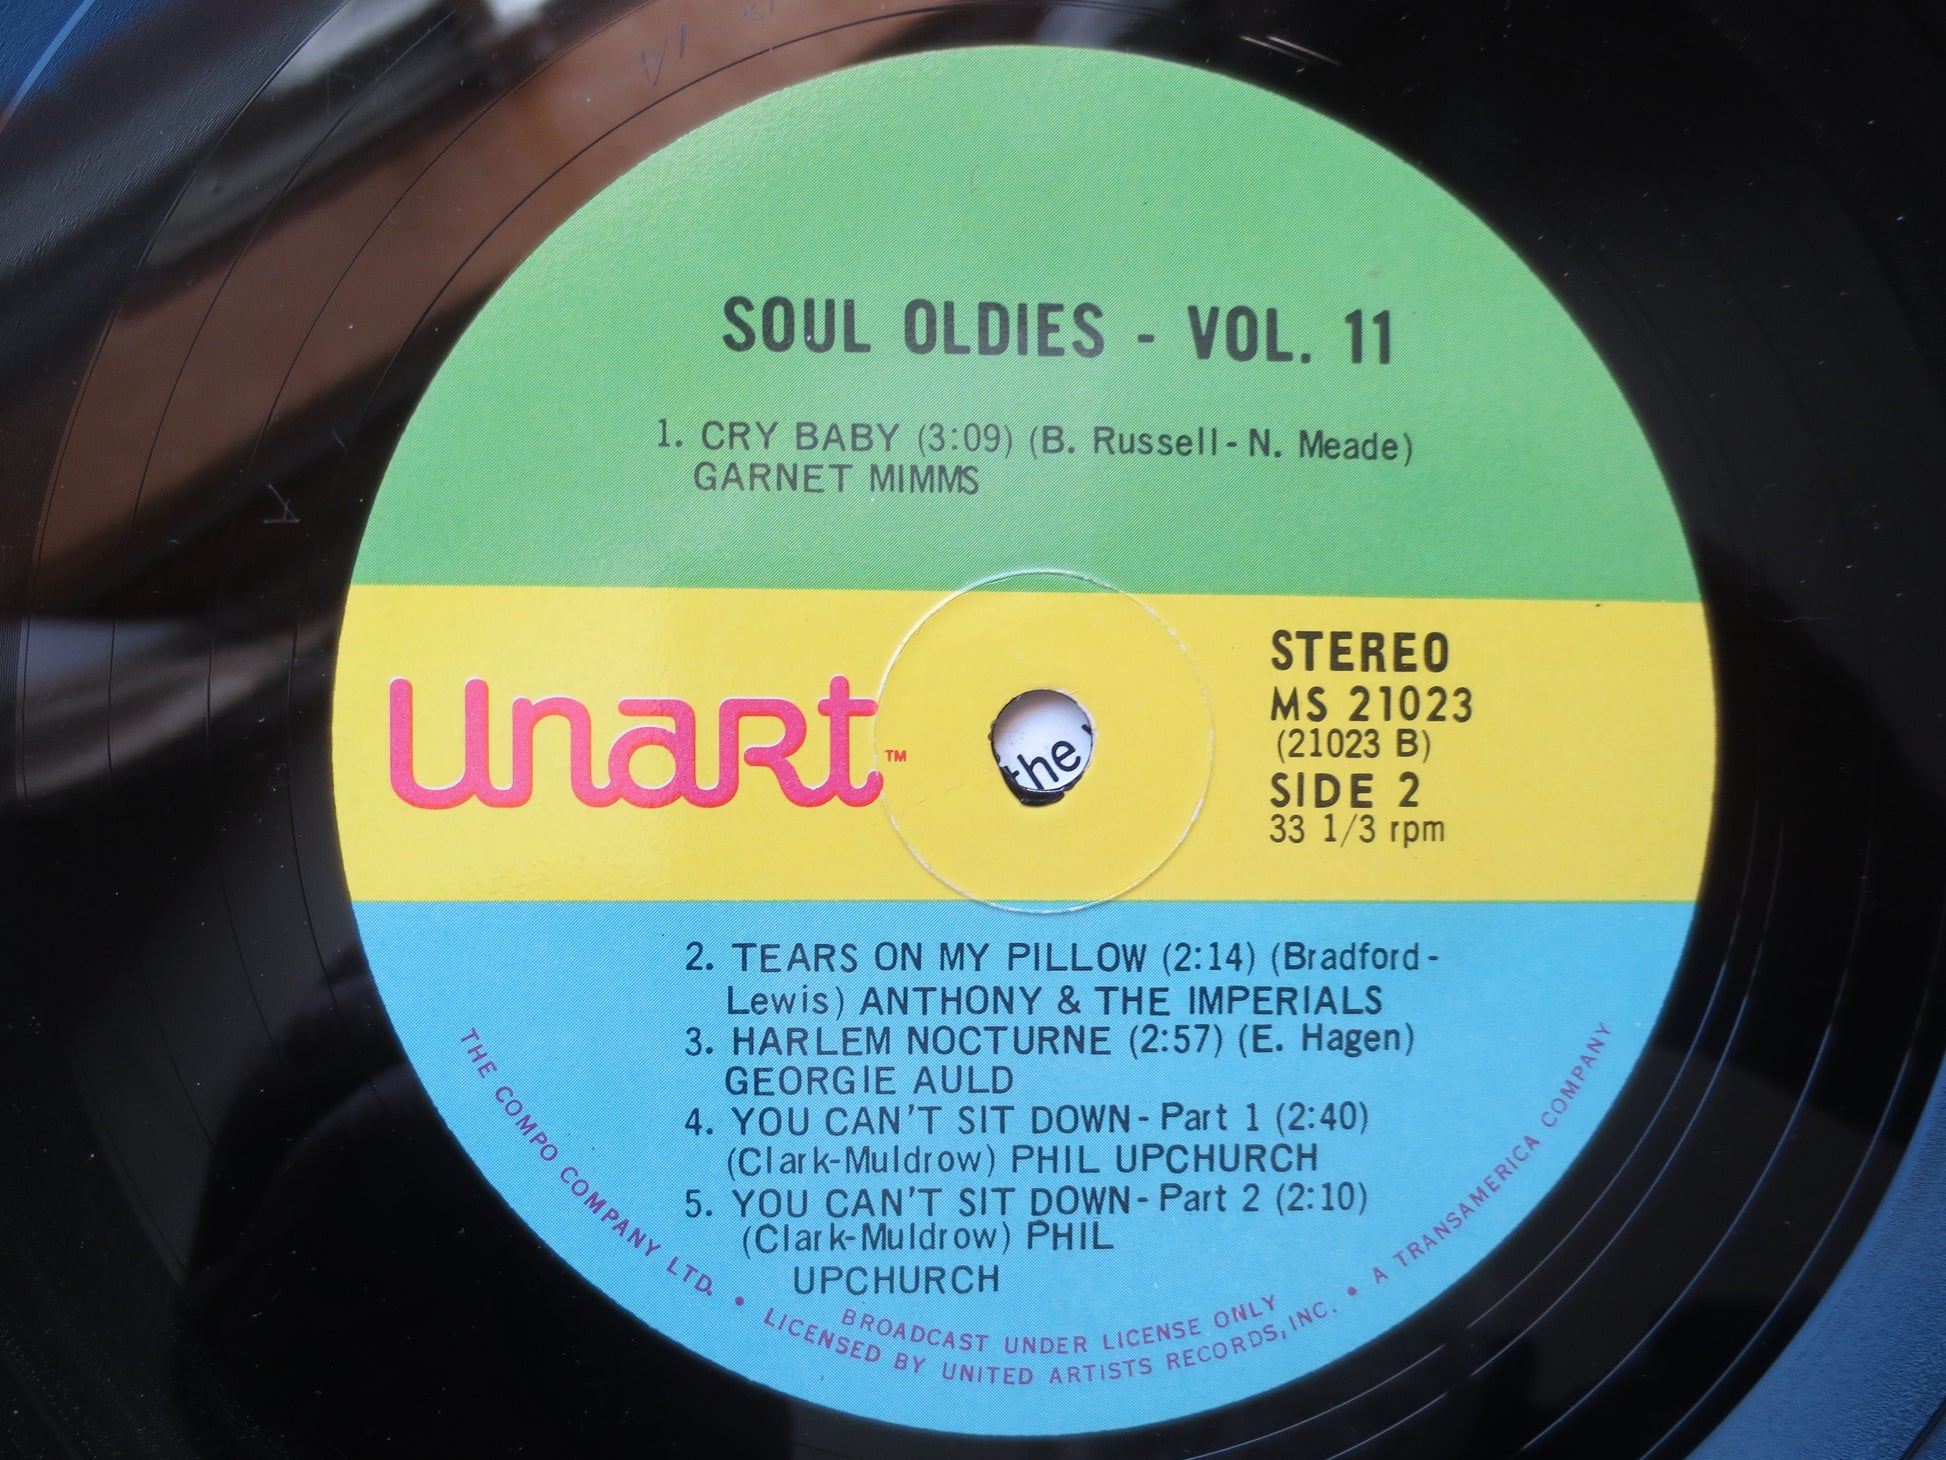 SOUL OLDIES - VOL. 11
1. CRY BABY (3:09) (B. Russell - N. Meade)
GARNET MIMMS
unart™
STEREO
MS 21023
(21023 B)
SIDE 2
33 1/3 rpm
the
2. TEARS ON MY PILLOW (2:14) (Bradford-
Lewis) ANTHONY & THE IMPERIALS
3. HARLEM NOCTURNE (2:57) (E. Hagen)
GEORGIE AULD
4. YOU CAN'T SIT DOWN - Part 1 (2:40)
(Clark-Muldrow) PHIL UPCHURCH
5. YOU CAN'T SIT DOWN - Part 2 (2:10)
(Clark-Muldrow) PHIL
UPCHURCH
BROADCAST UNDER LICENSE ONLY
THE COMPO COMPANY LTD. • LICENSED BY UNITED ARTISTS RECORDS, INC. • A TRANSAMERICA COMPANY